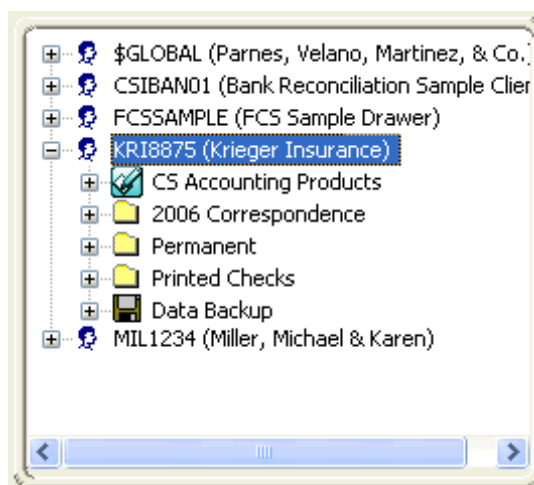 $GLOBAL (Parnes, Velano, Martinez, & Co.
CSIBAN01 (Bank Reconciliation Sample Clier
FCSSAMPLE (FCS Sample Drawer)
KRI8875 (Krieger Insurance)
CS Accounting Products
2006 Correspondence
Permanent
Printed Checks
Data Backup
MIL1234 (Miller, Michael & Karen)